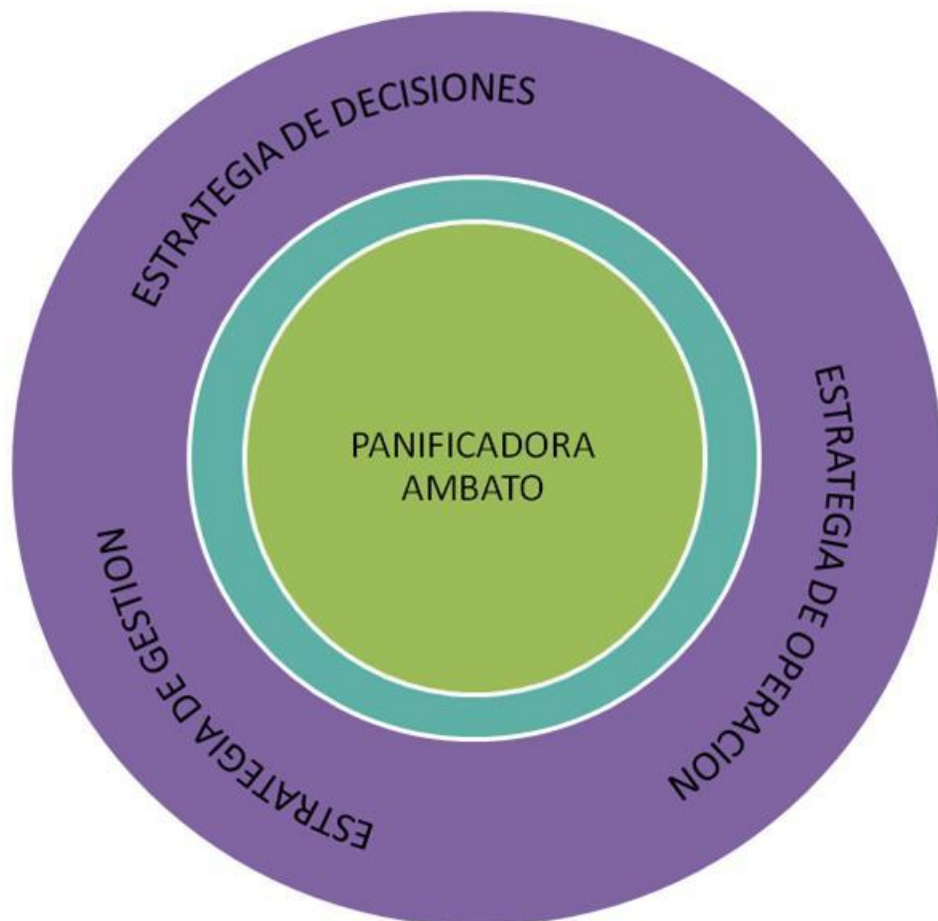 ESTRATEGIA DE DECISIONES
ESTRATEGIA DE OPERACION
ESTRATEGIA DE GESTION
PANIFICADORA
AMBATO